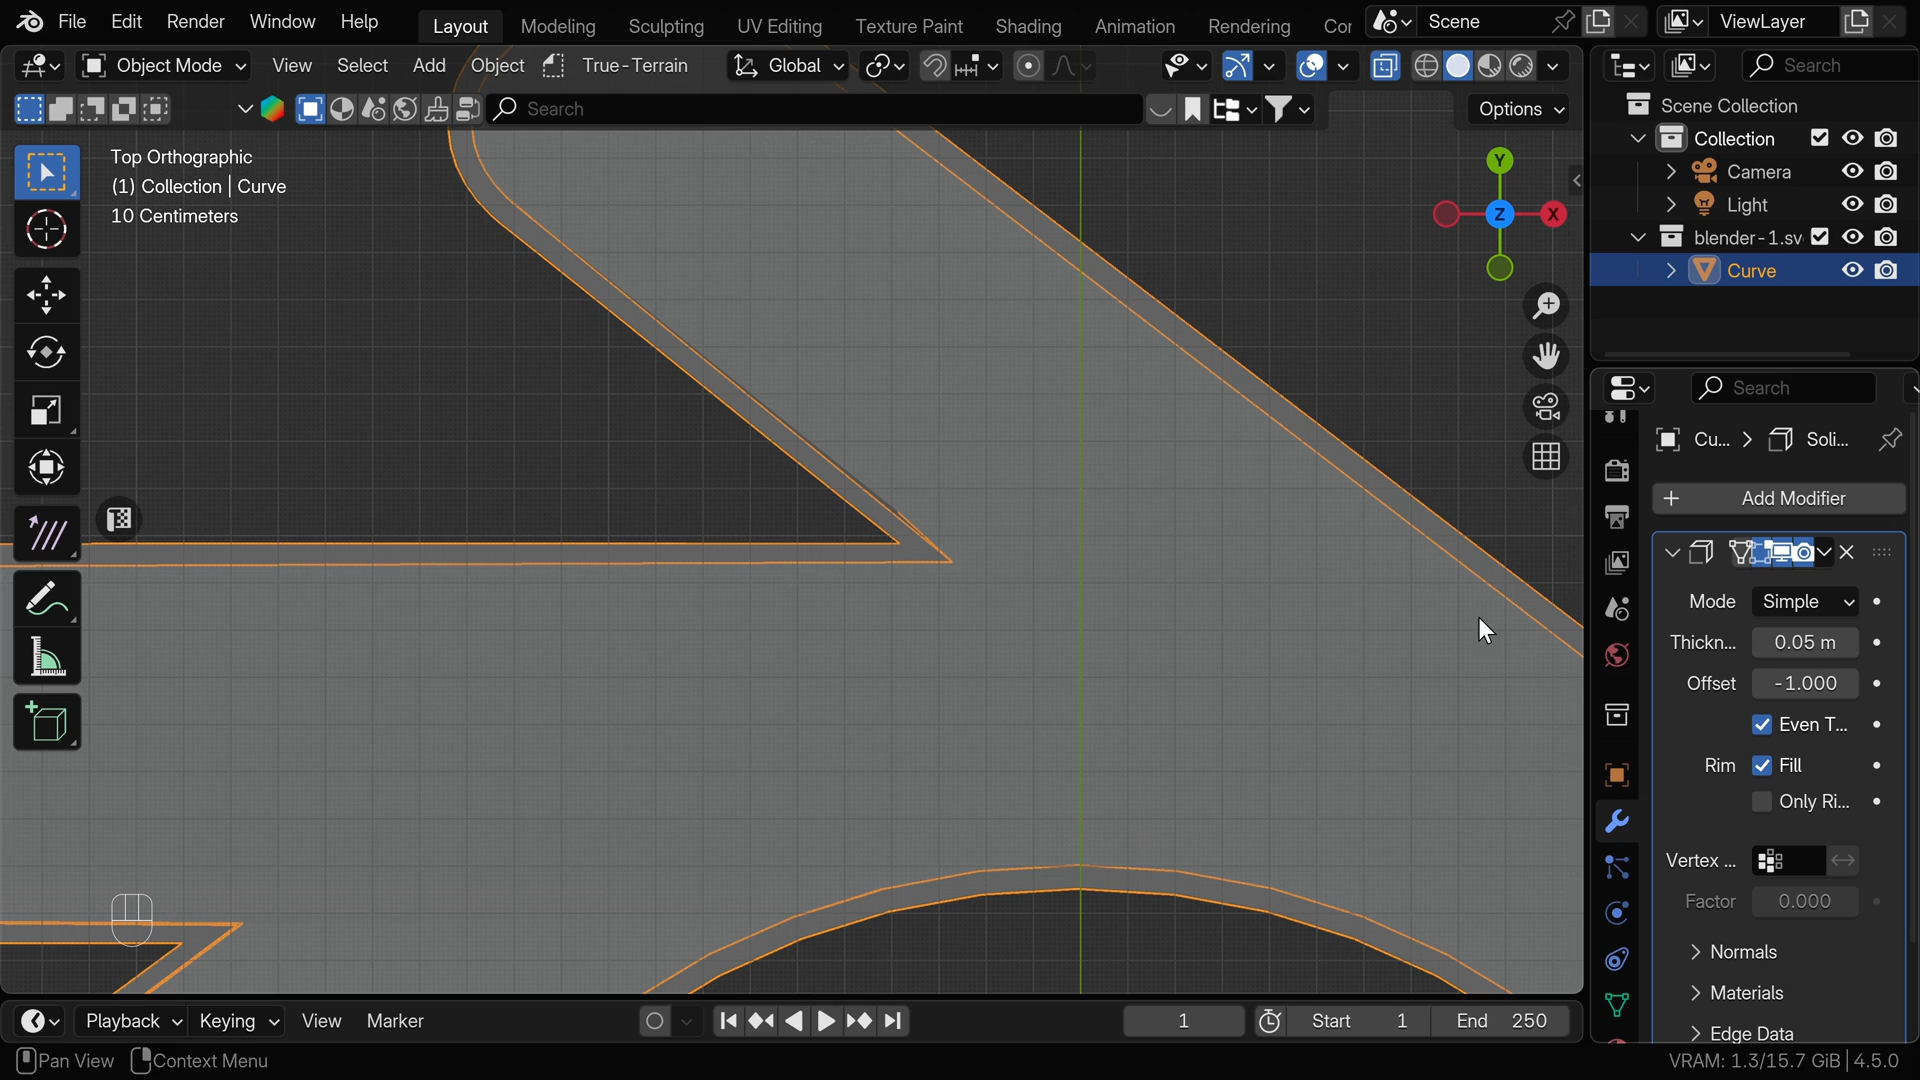 File Edit Render Window Help Layout Modeling Sculpting UV Editing Texture Paint Shading Animation Rendering Cor Scene ViewLayer
Object Mode View Select Add Object True-Terrain Global Search
Search Options
Top Orthographic
(1) Collection | Curve
10 Centimeters
Y
Z X
Scene Collection
Collection
Camera
Light
blender-1.sv
Curve
Search
Cu... Soli...
Add Modifier
Mode Simple
Thickn... 0.05 m
Offset -1.000
Even T...
Rim Fill
Only Ri...
Vertex ...
Factor 0.000
Normals
Materials
Edge Data
Playback Keying View Marker 1 Start 1 End 250
Pan View Context Menu VRAM: 1.3/15.7 GiB | 4.5.0